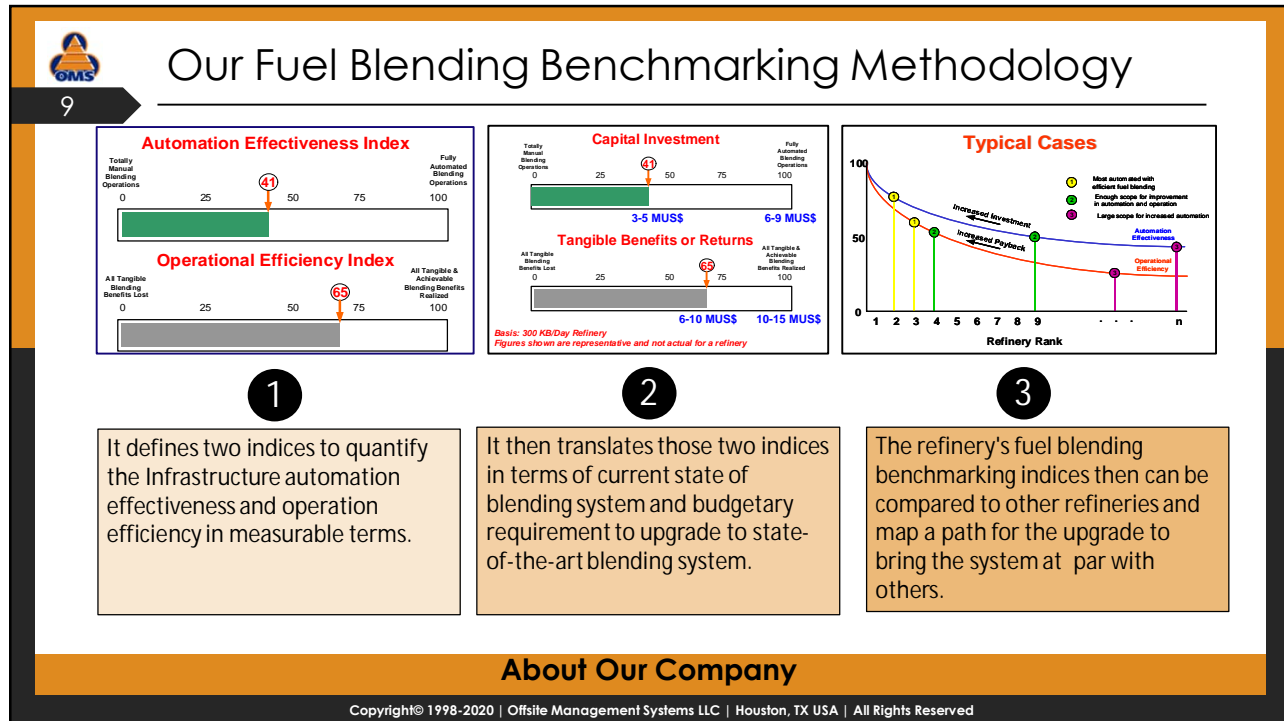 OMS
Our Fuel Blending Benchmarking Methodology
9
Automation Effectiveness Index
Totally
Manual
Blending
Operations
Fully
Automated
Blending
Operations
0 25 50 75 100
41
Operational Efficiency Index
All Tangible
Blending
Benefits Lost
All Tangible &
Achievable
Blending Benefits
Realized
0 25 75 100
65
Capital Investment
Totally
Manual
Blending
Operations
Fully
Automated
Blending
Operations
0 25 50 75 100
41
3-5 MUS$ 6-9 MUS$
Tangible Benefits or Returns
All Tangible
Blending
Benefits Lost
All Tangible &
Achievable
Blending
Benefits Realized
0 25 50 75 100
65
6-10 MUS$ 10-15 MUS$
Basis: 300 KB/Day Refinery
Figures shown are representative and not actual for a refinery
Typical Cases
100
50
0
1 Most automated with
efficient fuel blending
2 Enough scope for improvement
in automation and operation
3 Large scope for increased automation
Increased Investment
Increased Payback
Automation
Effectiveness
Operational
Efficiency
1
1
2
2
3
3
1 2 3 4 5 6 7 8 9 . . . n
Refinery Rank
1
2
3
It defines two indices to quantify
the Infrastructure automation
effectiveness and operation
efficiency in measurable terms.
It then translates those two indices
in terms of current state of
blending system and budgetary
requirement to upgrade to state-
of-the-art blending system.
The refinery's fuel blending
benchmarking indices then can be
compared to other refineries and
map a path for the upgrade to
bring the system at par with
others.
About Our Company
Copyright© 1998-2020 | Offsite Management Systems LLC | Houston, TX USA | All Rights Reserved